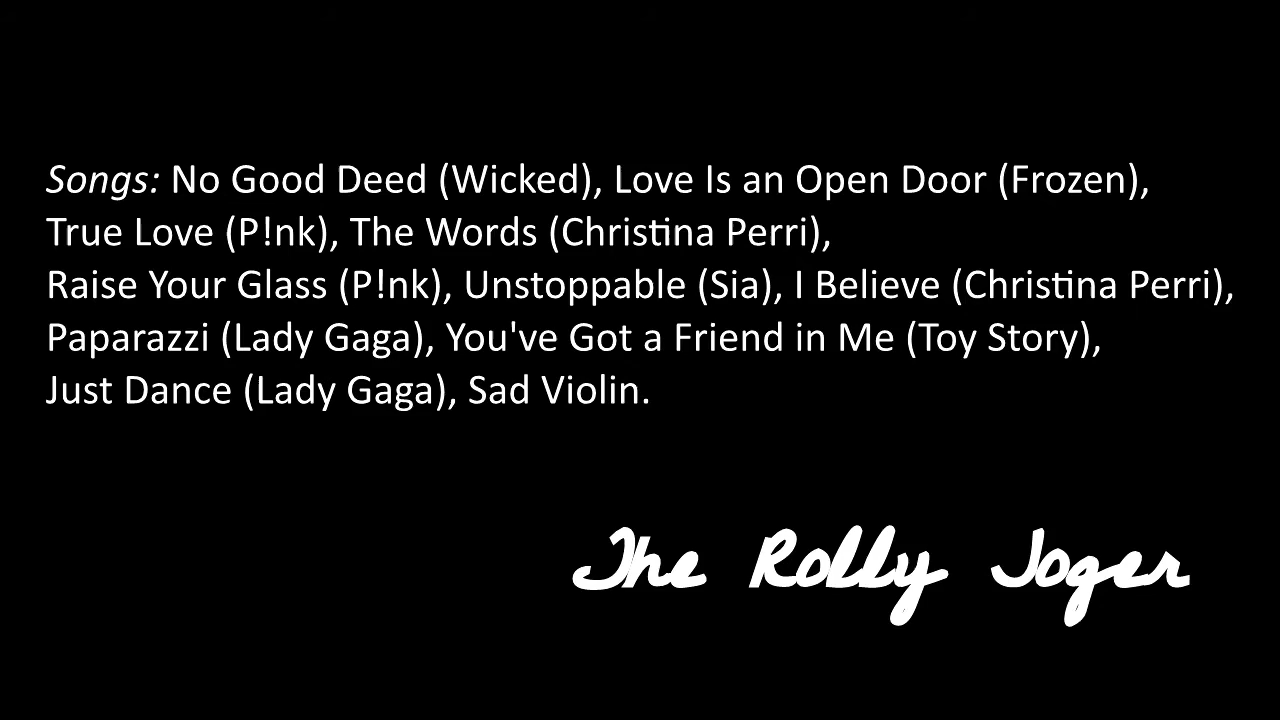 Songs: No Good Deed (Wicked), Love Is an Open Door (Frozen),
True Love (P!nk), The Words (Christina Perri),
Raise Your Glass (P!nk), Unstoppable (Sia), I Believe (Christina Perri),
Paparazzi (Lady Gaga), You've Got a Friend in Me (Toy Story),
Just Dance (Lady Gaga), Sad Violin.
The Rolly Joger